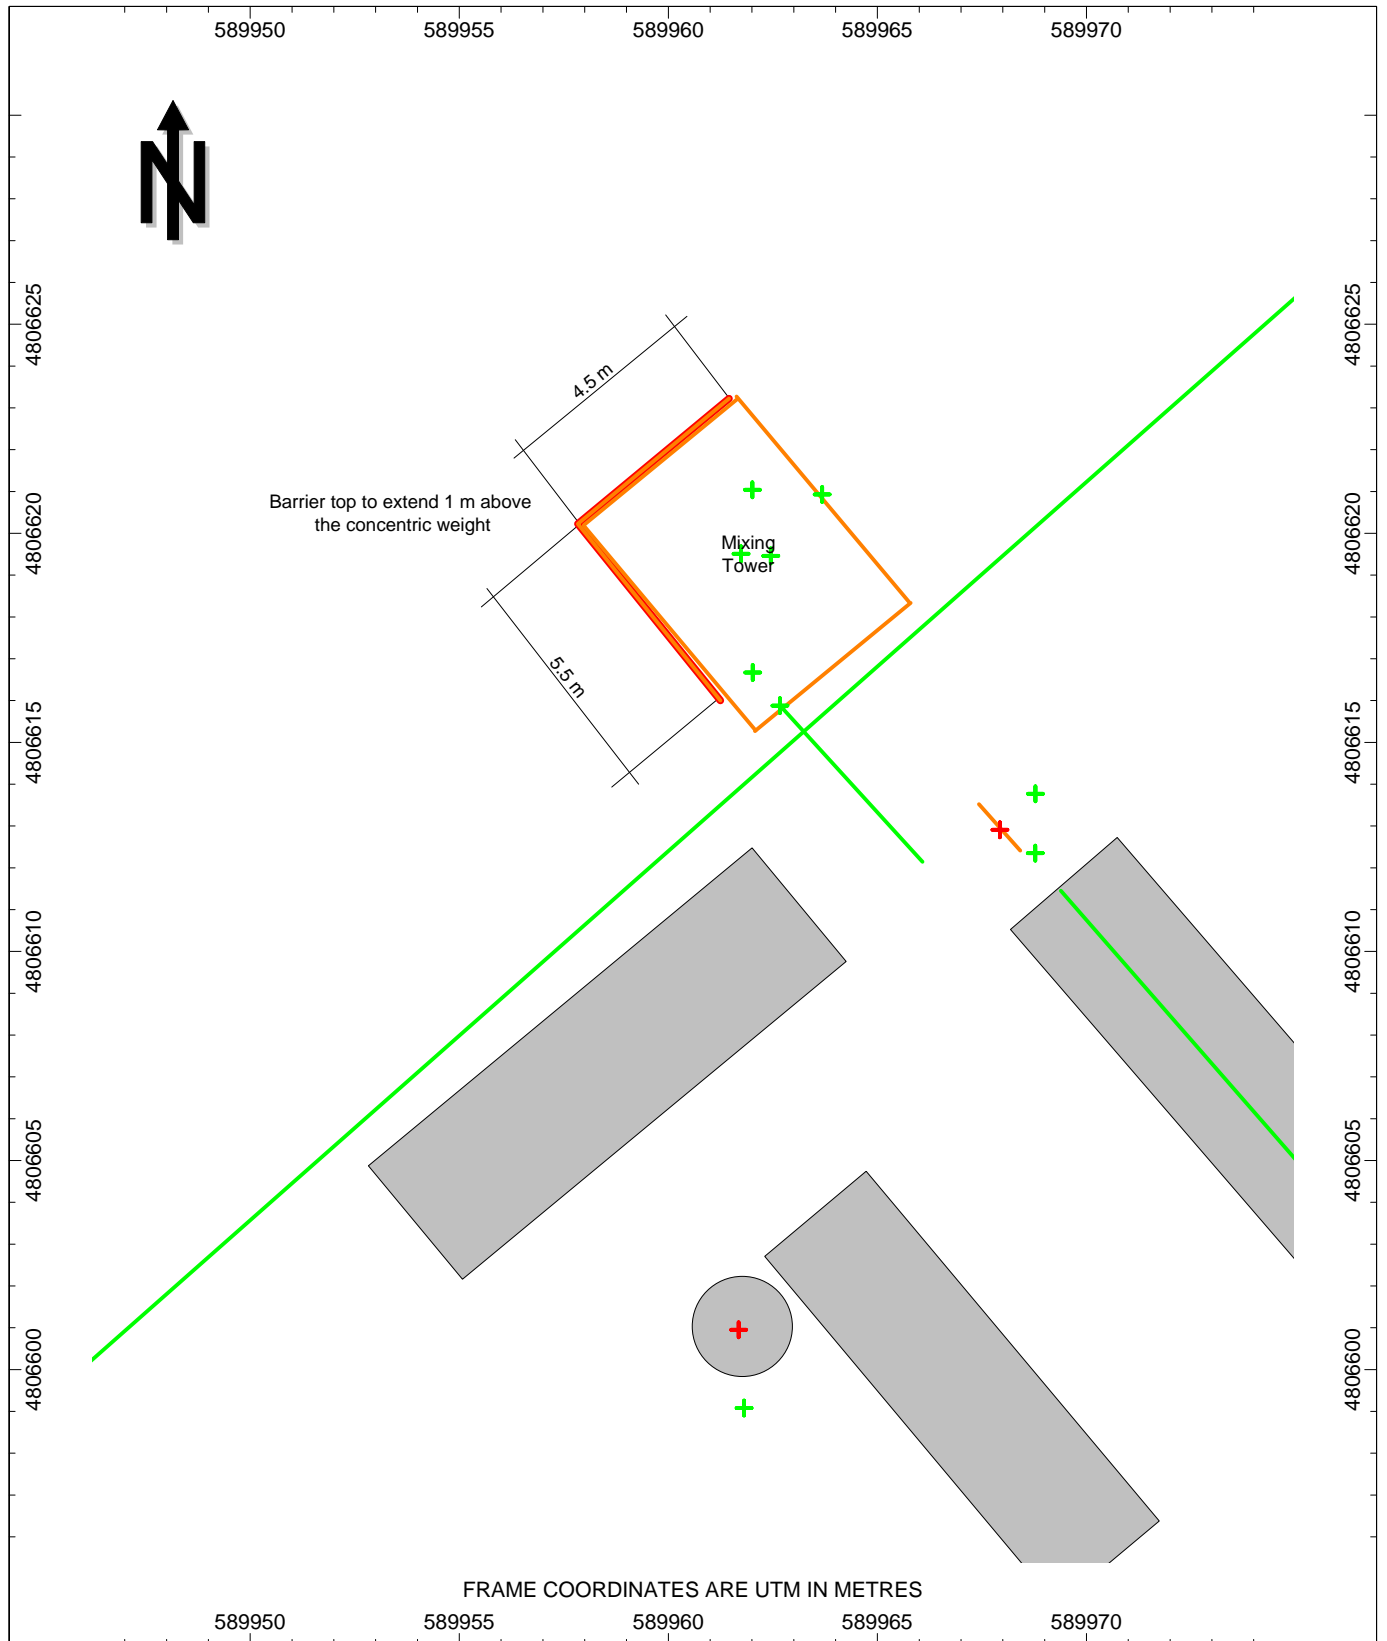 589950 589955 589960 589965 589970
N
4806625 4806625
4.5 m
Barrier top to extend 1 m above
the concentric weight
4806620 4806620
Mixing
Tower
5.5 m
4806615 4806615
4806610 4806610
4806605 4806605
4806600 4806600
FRAME COORDINATES ARE UTM IN METRES
589950 589955 589960 589965 589970